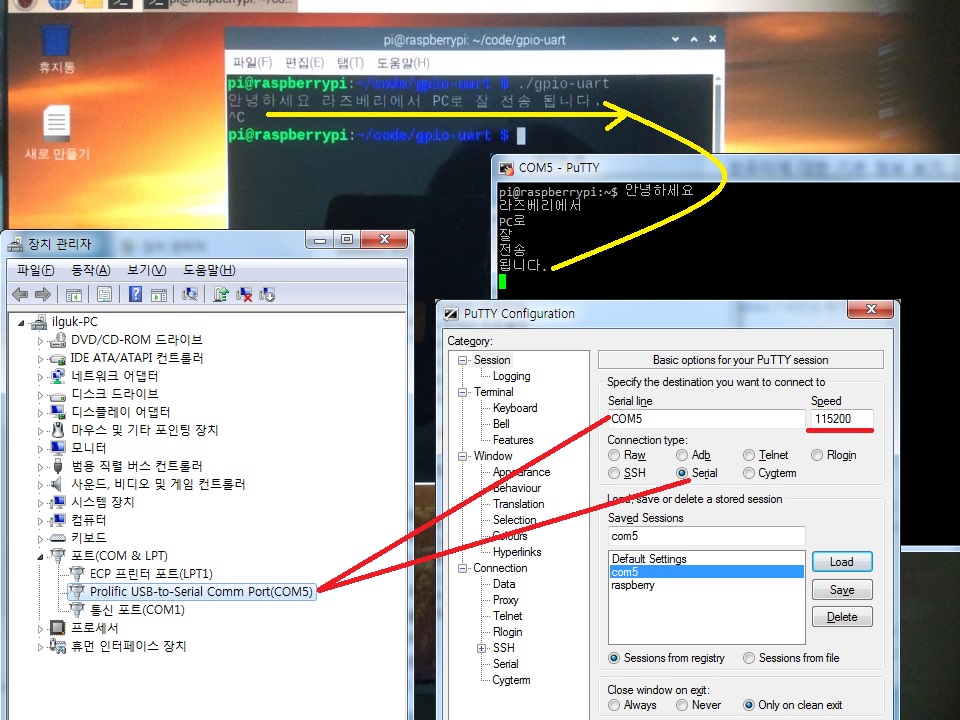 pi@raspberrypi: ~/code/gpio-uart
파일(F) 편집(E) 탭(T) 도움말(H)
pi@raspberrypi:~/code/gpio-uart $ ./gpio-uart
안녕하세요 라즈베리에서 PC로 잘 전송 됩니다.
^C
pi@raspberrypi:~/code/gpio-uart $
휴지통
새로 만들기
COM5 - PuTTY
pi@raspberrypi:~$ 안녕하세요
라즈베리에서
PC로
잘
전송
됩니다.
장치 관리자
파일(F) 동작(A) 보기(V) 도움말(H)
ilguk-PC
DVD/CD-ROM 드라이브
IDE ATA/ATAPI 컨트롤러
네트워크 어댑터
디스크 드라이브
디스플레이 어댑터
마우스 및 기타 포인팅 장치
모니터
범용 직렬 버스 컨트롤러
사운드, 비디오 및 게임 컨트롤러
시스템 장치
컴퓨터
키보드
포트(COM & LPT)
ECP 프린터 포트(LPT1)
Prolific USB-to-Serial Comm Port(COM5)
통신 포트(COM1)
프로세서
휴먼 인터페이스 장치
PuTTY Configuration
Category:
Session
Logging
Terminal
Keyboard
Bell
Features
Window
Appearance
Behaviour
Translation
Selection
Colours
Hyperlinks
Connection
Data
Proxy
Telnet
Rlogin
SSH
Serial
Cygterm
Basic options for your PuTTY session
Specify the destination you want to connect to
Serial line Speed
COM5 115200
Connection type:
Raw Adb Telnet Rlogin
SSH Serial Cygterm
Load, save or delete a stored session
Saved Sessions
com5
Default Settings
com5
raspberry
Load
Save
Delete
Sessions from registry Sessions from file
Close window on exit:
Always Never Only on clean exit